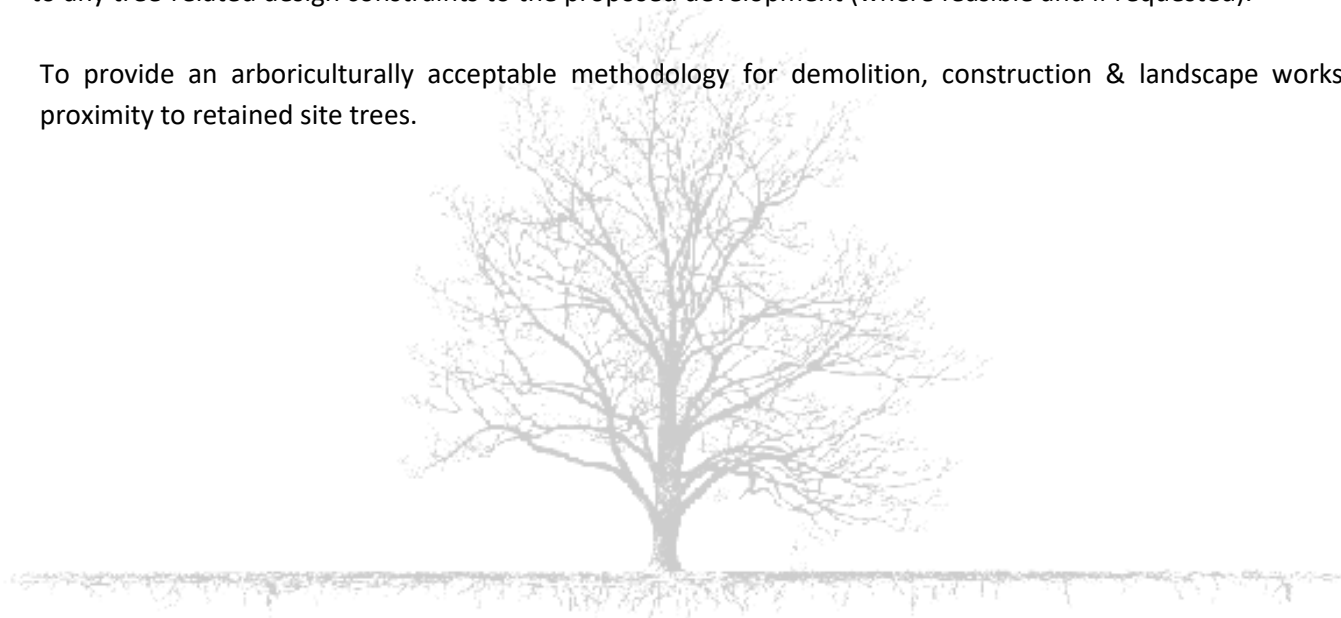 to any tree related design constraints to the proposed development (where feasible and if requested).
To provide an arboriculturally acceptable methodology for demolition, construction & landscape works
proximity to retained site trees.